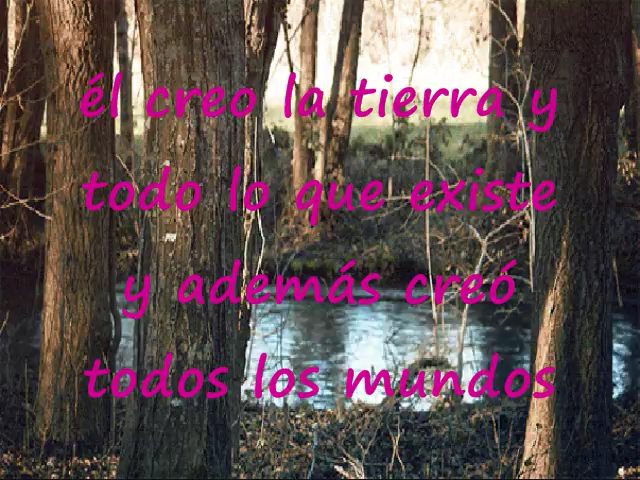 él creo la tierra y
todo lo que existe
y además creó
todos los mundos